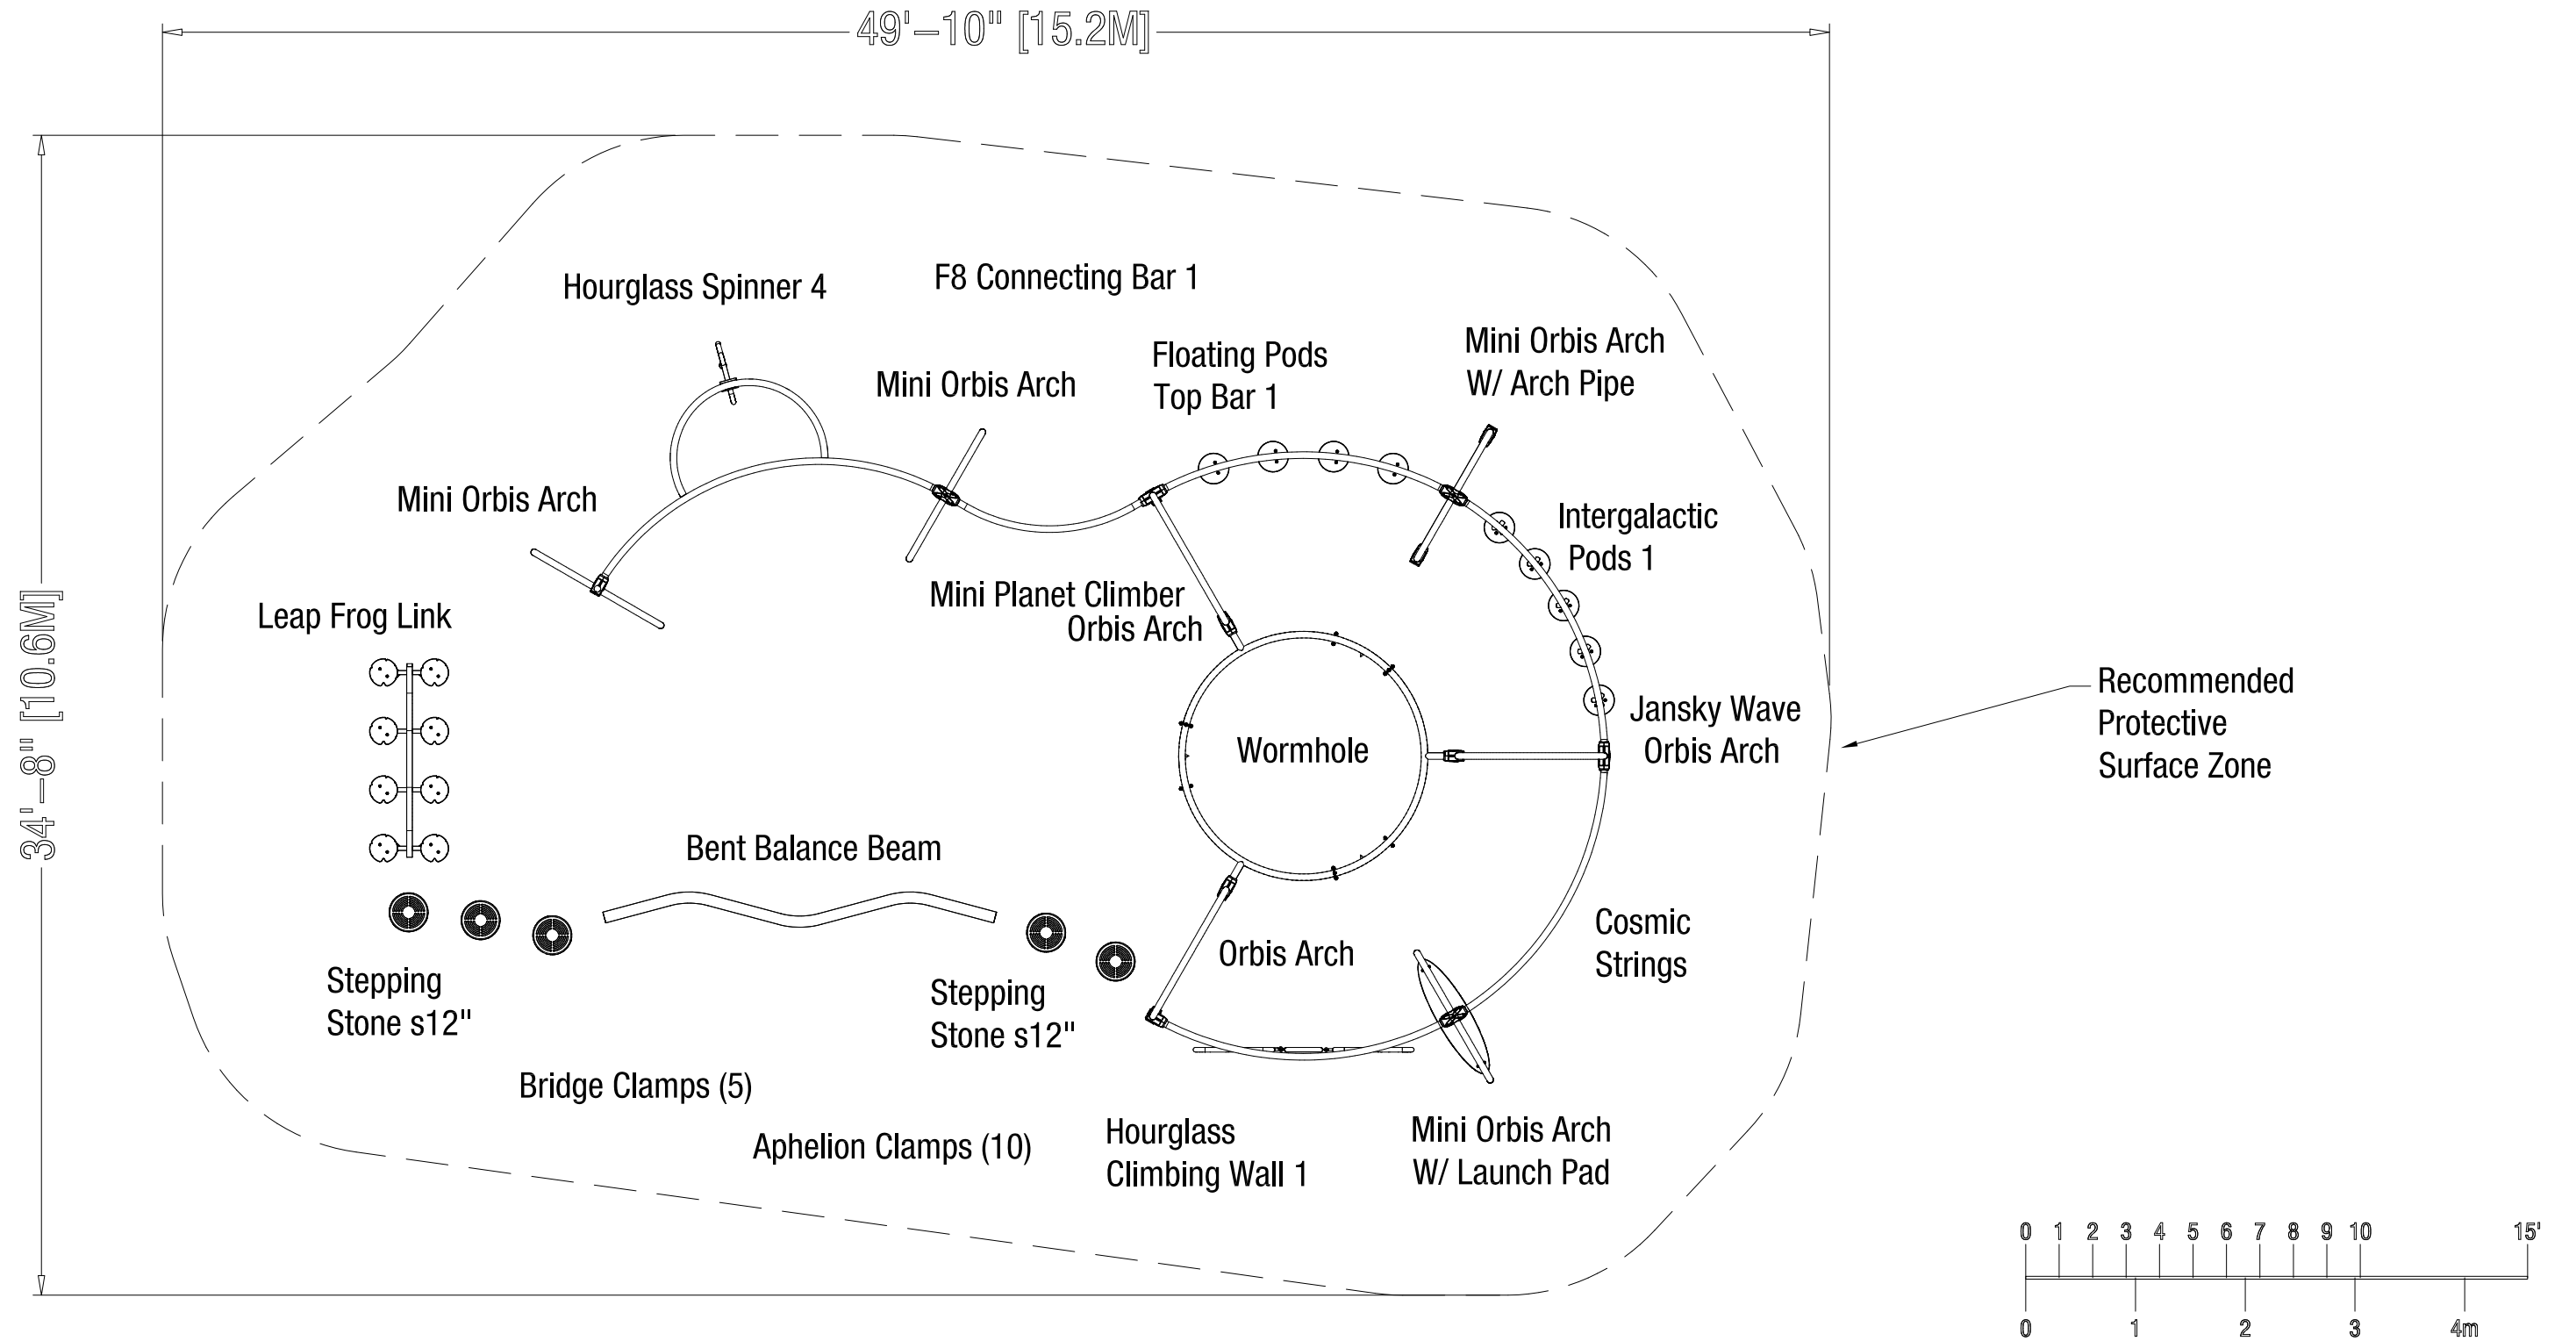 49'–10" [15.2M]
34'–8" [10.6M]
Hourglass Spinner 4
F8 Connecting Bar 1
Mini Orbis Arch
Floating Pods
Top Bar 1
Mini Orbis Arch
W/ Arch Pipe
Mini Orbis Arch
Intergalactic
Pods 1
Leap Frog Link
Mini Planet Climber
Orbis Arch
Wormhole
Jansky Wave
Orbis Arch
Recommended
Protective
Surface Zone
Bent Balance Beam
Stepping
Stone s12"
Stepping
Stone s12"
Orbis Arch
Cosmic
Strings
Bridge Clamps (5)
Aphelion Clamps (10)
Hourglass
Climbing Wall 1
Mini Orbis Arch
W/ Launch Pad
0 1 2 3 4 5 6 7 8 9 10 15'
0 1 2 3 4m